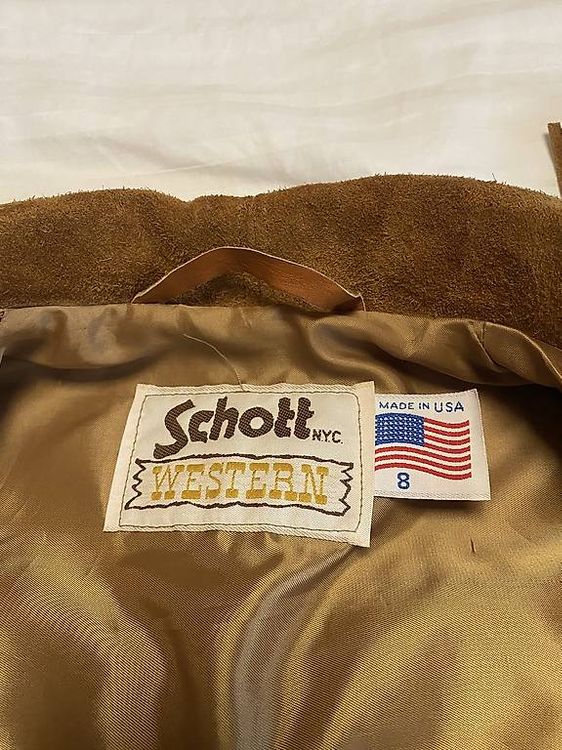 Schott N.Y.C.
WESTERN
MADE IN USA
8